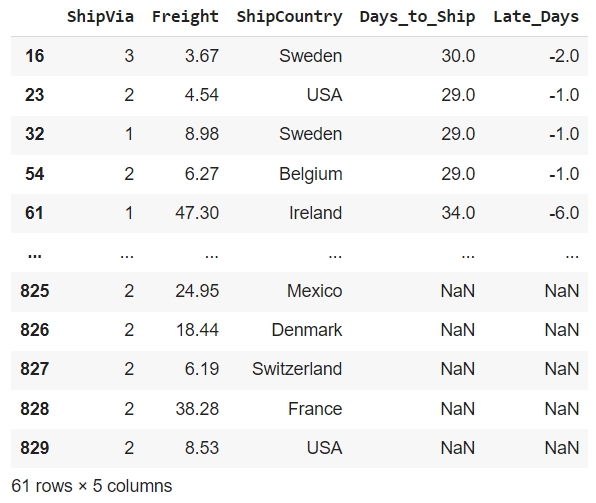 ShipVia Freight ShipCountry Days_to_Ship Late_Days
16 3 3.67 Sweden 30.0 -2.0
23 2 4.54 USA 29.0 -1.0
32 1 8.98 Sweden 29.0 -1.0
54 2 6.27 Belgium 29.0 -1.0
61 1 47.30 Ireland 34.0 -6.0
... ... ... ... ... ...
825 2 24.95 Mexico NaN NaN
826 2 18.44 Denmark NaN NaN
827 2 6.19 Switzerland NaN NaN
828 2 38.28 France NaN NaN
829 2 8.53 USA NaN NaN
61 rows × 5 columns